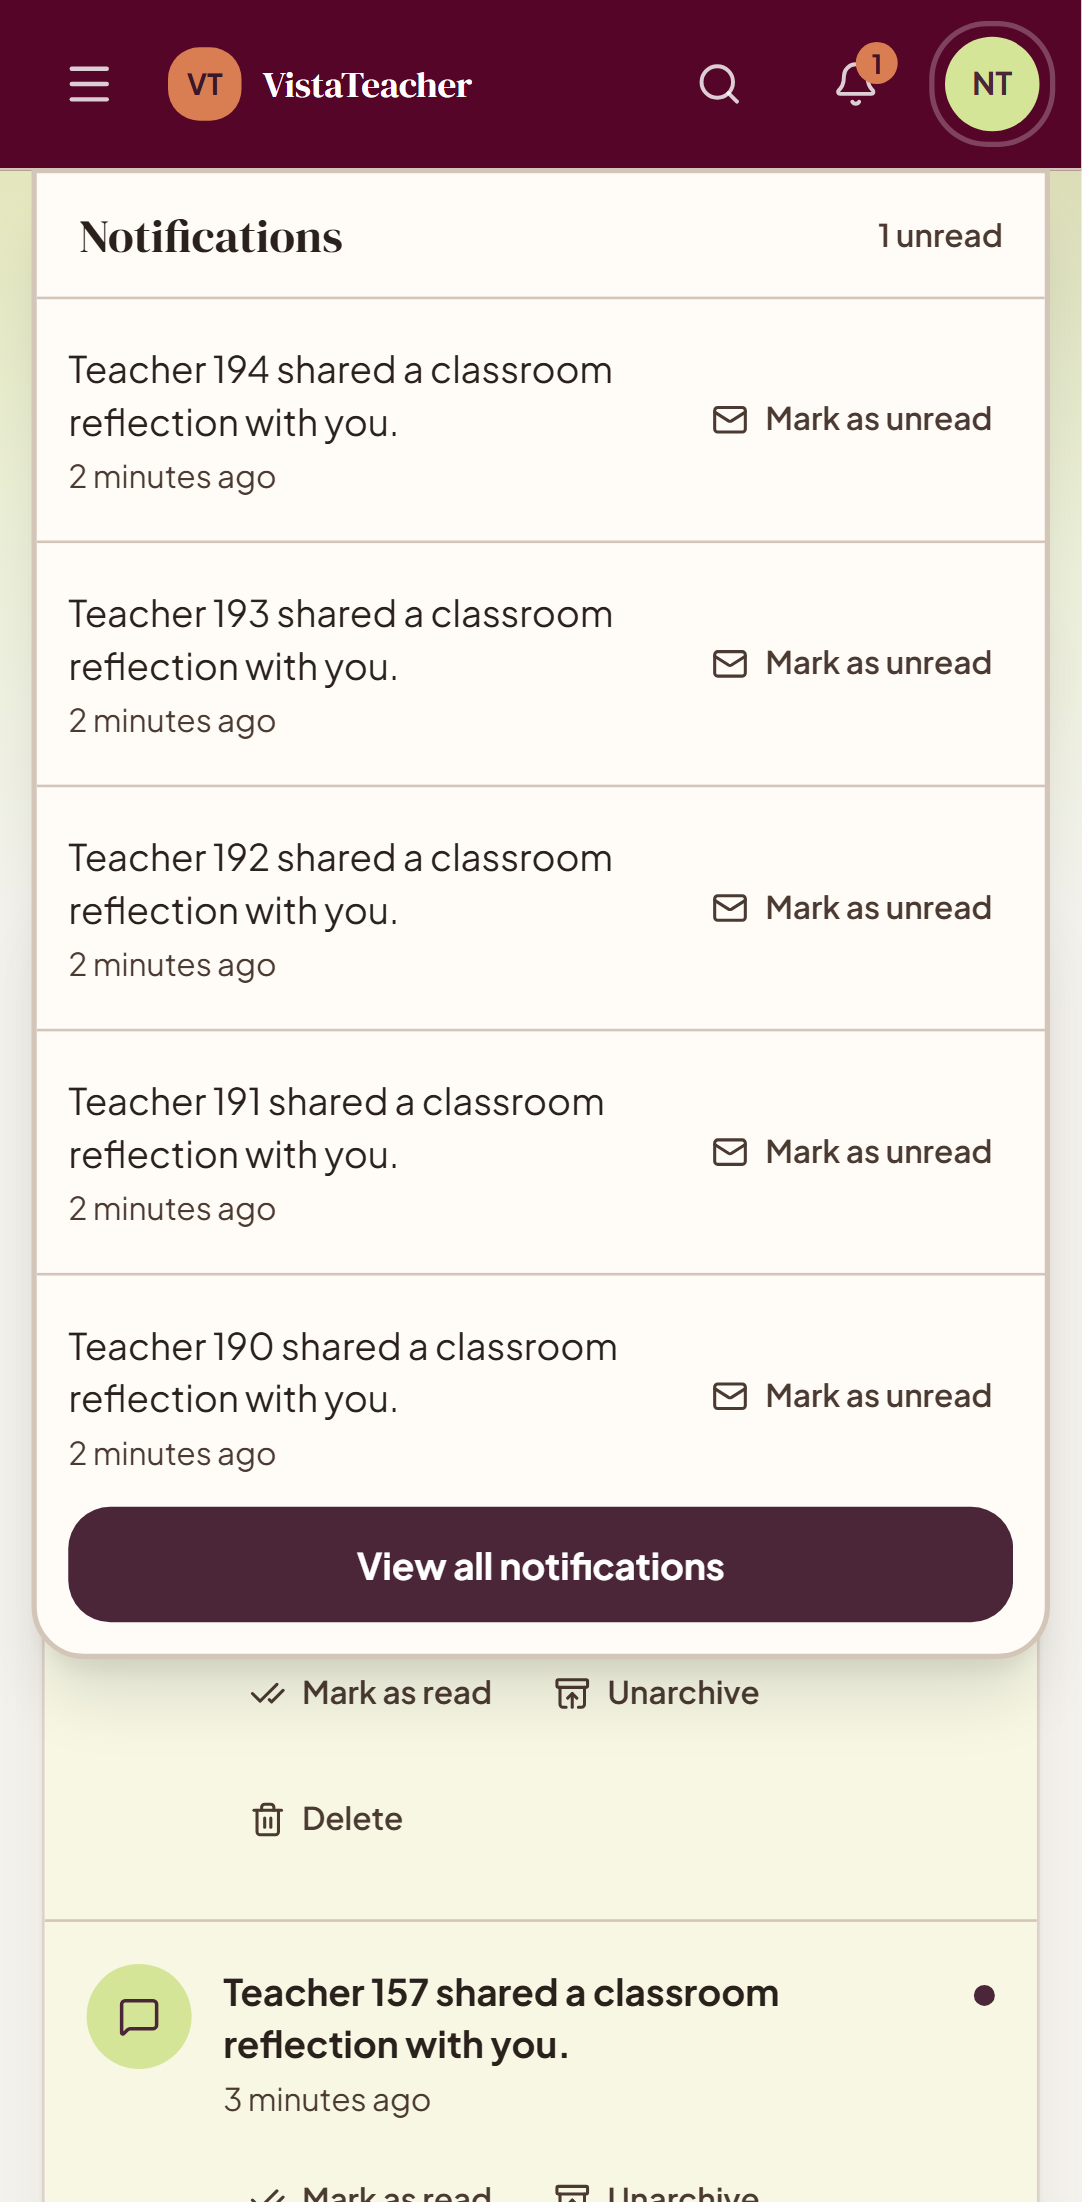 VT VistaTeacher 1 NT
Notifications 1 unread
Teacher 194 shared a classroom
reflection with you.
Mark as unread
2 minutes ago
Teacher 193 shared a classroom
reflection with you.
Mark as unread
2 minutes ago
Teacher 192 shared a classroom
reflection with you.
Mark as unread
2 minutes ago
Teacher 191 shared a classroom
reflection with you.
Mark as unread
2 minutes ago
Teacher 190 shared a classroom
reflection with you.
Mark as unread
2 minutes ago
View all notifications
Mark as read Unarchive
Delete
Teacher 157 shared a classroom
reflection with you.
3 minutes ago
Mark as read Unarchive